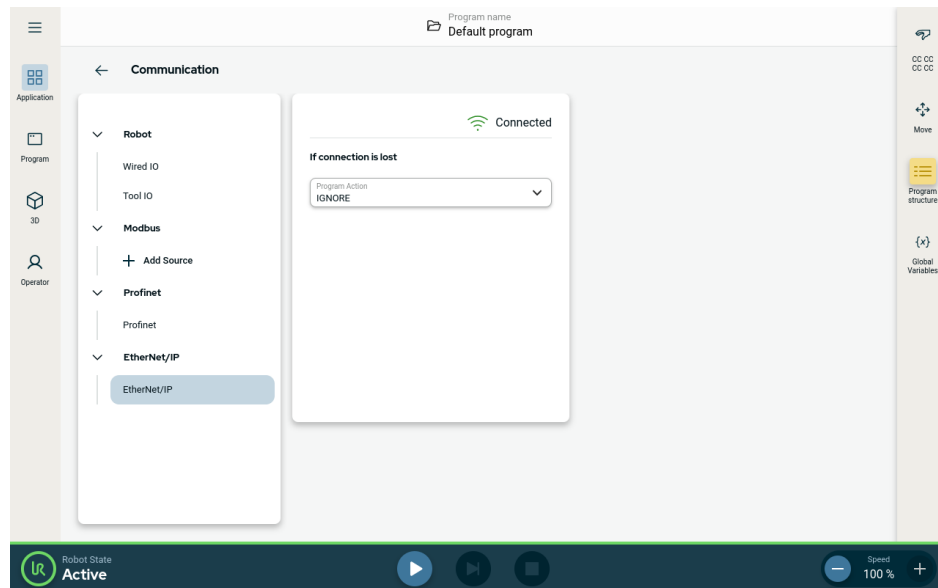 Program name
Default program
Application
Program
3D
Operator
Communication
Robot
Wired IO
Tool IO
Modbus
Add Source
Profinet
Profinet
EtherNet/IP
EtherNet/IP
Connected
If connection is lost
Program Action
IGNORE
CC CC
CC CC
Move
Program
structure
{x}
Global
Variables
UR
Robot State
Active
Speed
100 %